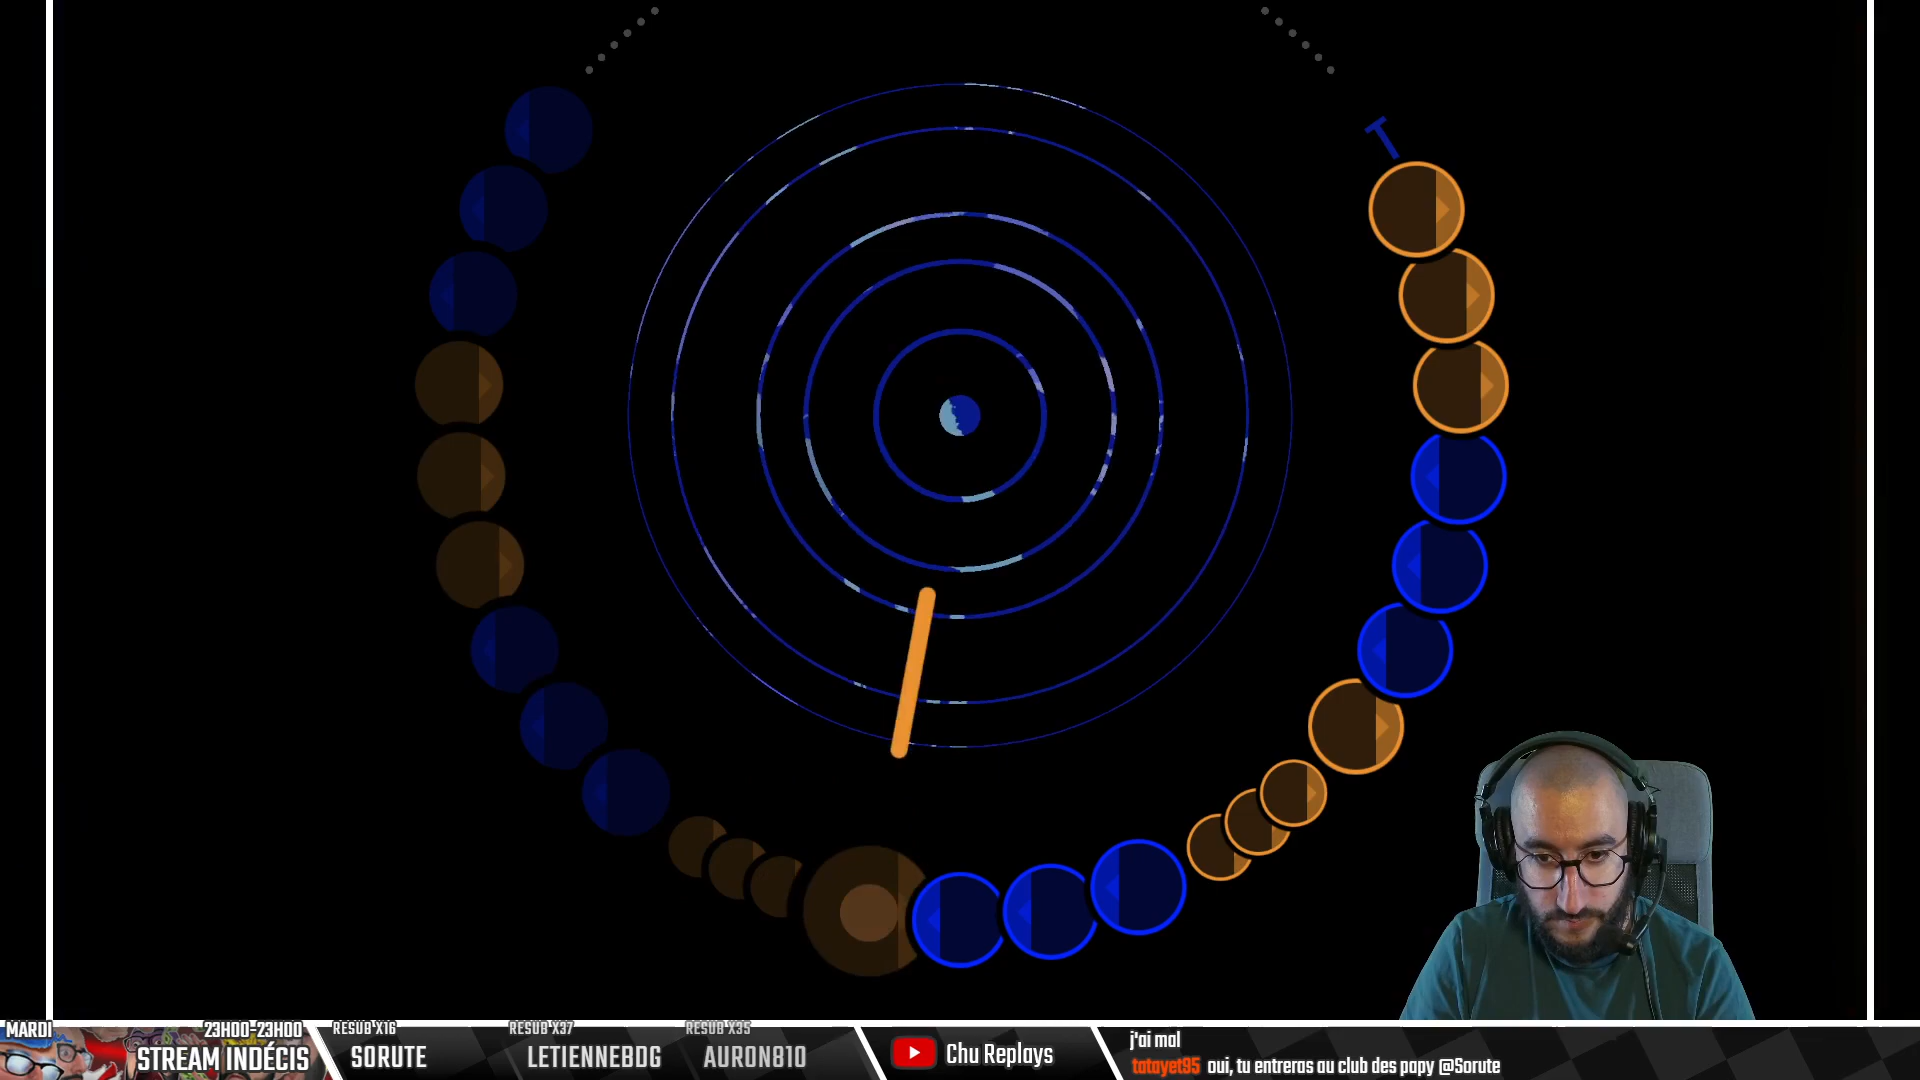 MARDI
23H00-23H00
STREAM INDÉCIS
RESUB X16
SORUTE
RESUB X37
LETIENNEBDG
RESUB X35
AURON810
Chu Replays
j'ai mal
tatayet95 oui, tu entreras au club des papy @Sorute